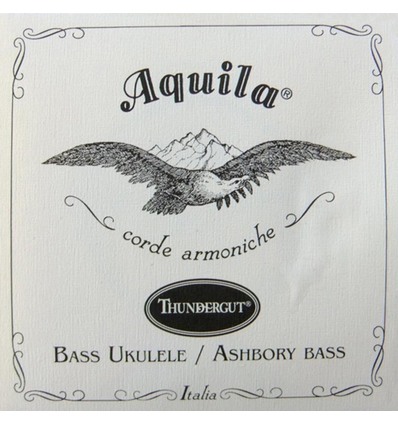 Aquila®
corde armoniche
THUNDERGUT®
BASS UKULELE / ASHBORY BASS
Italia